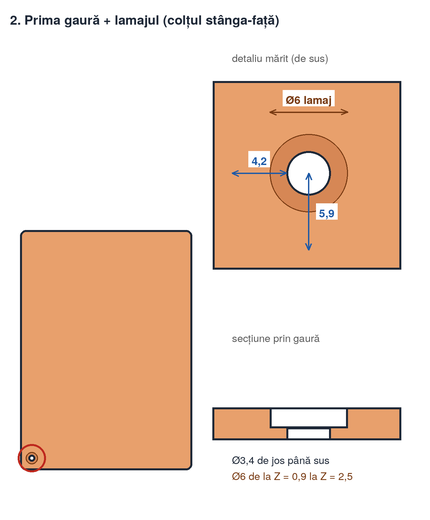 2. Prima gaură + lamajul (colțul stânga-față)
detaliu mărit (de sus)
Ø6 lamaj
4,2
5,9
secțiune prin gaură
Ø3,4 de jos până sus
Ø6 de la Z = 0,9 la Z = 2,5